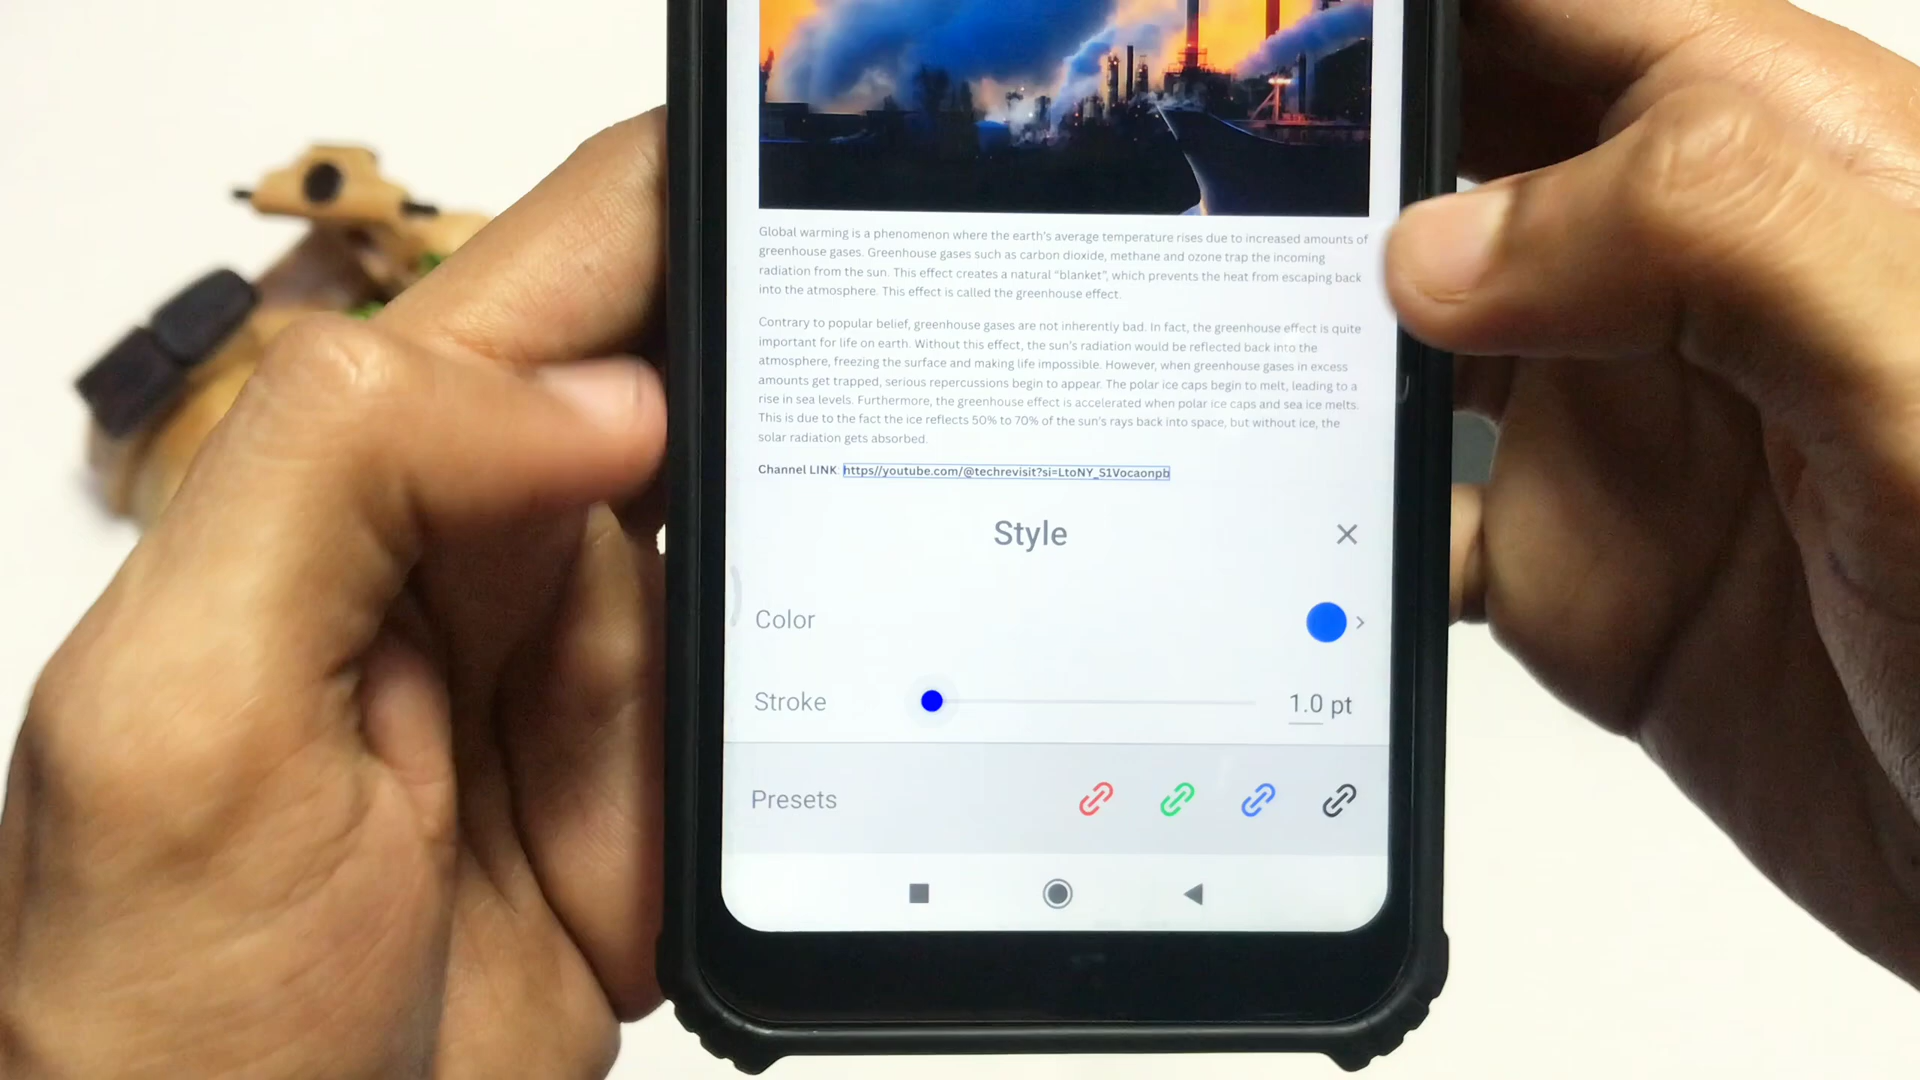 Global warming is a phenomenon where the earth's average temperature rises due to increased amounts of
greenhouse gases. Greenhouse gases such as carbon dioxide, methane and ozone trap the incoming
radiation from the sun. This effect creates a natural “blanket”, which prevents the heat from escaping back
into the atmosphere. This effect is called the greenhouse effect.
Contrary to popular belief, greenhouse gases are not inherently bad. In fact, the greenhouse effect is quite
important for life on earth. Without this effect, the sun's radiation would be reflected back into the
atmosphere, freezing the surface and making life impossible. However, when greenhouse gases in excess
amounts get trapped, serious repercussions begin to appear. The polar ice caps begin to melt, leading to a
rise in sea levels. Furthermore, the greenhouse effect is accelerated when polar ice caps and sea ice melts.
This is due to the fact the ice reflects 50% to 70% of the sun's rays back into space, but without ice, the
solar radiation gets absorbed.
Channel LINK: https//youtube.com/@techrevisit?si=LtoNY_S1Vocaonpb
Style
Color
Stroke 1.0 pt
Presets